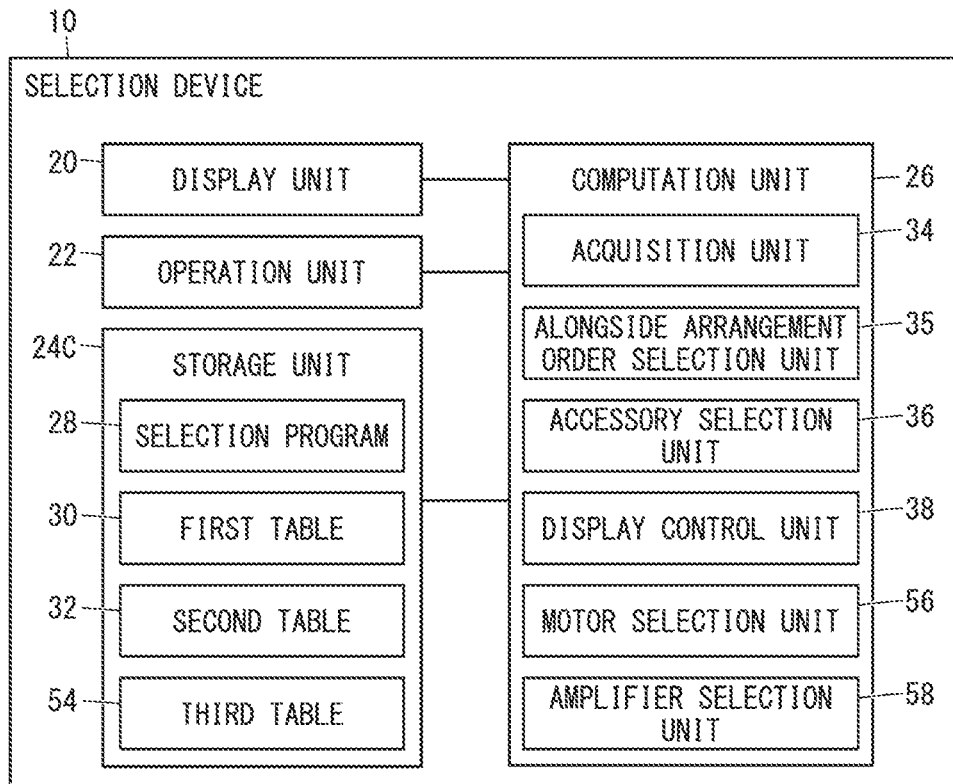 10
SELECTION DEVICE
20
DISPLAY UNIT
22
OPERATION UNIT
24C
STORAGE UNIT
28
SELECTION PROGRAM
30
FIRST TABLE
32
SECOND TABLE
54
THIRD TABLE
COMPUTATION UNIT
26
ACQUISITION UNIT
34
ALONGSIDE ARRANGEMENT
ORDER SELECTION UNIT
35
ACCESSORY SELECTION
UNIT
36
DISPLAY CONTROL UNIT
38
MOTOR SELECTION UNIT
56
AMPLIFIER SELECTION
UNIT
58